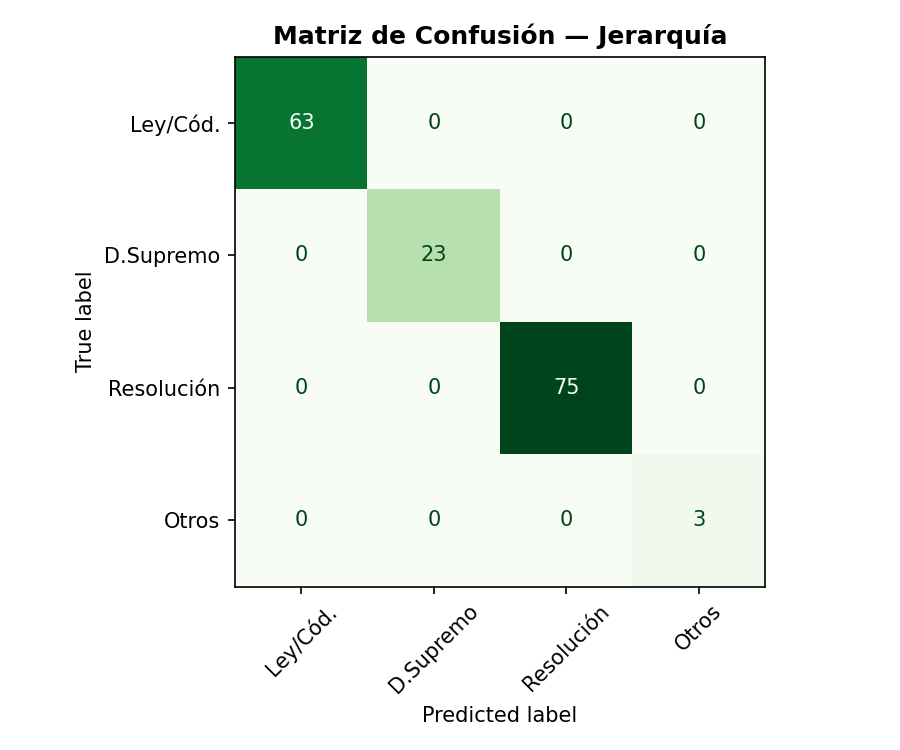 Matriz de Confusión — Jerarquía
Ley/Cód. 63 0 0 0
D.Supremo 0 23 0 0
Resolución 0 0 75 0
Otros 0 0 0 3
True label
Ley/Cód. D.Supremo Resolución Otros
Predicted label